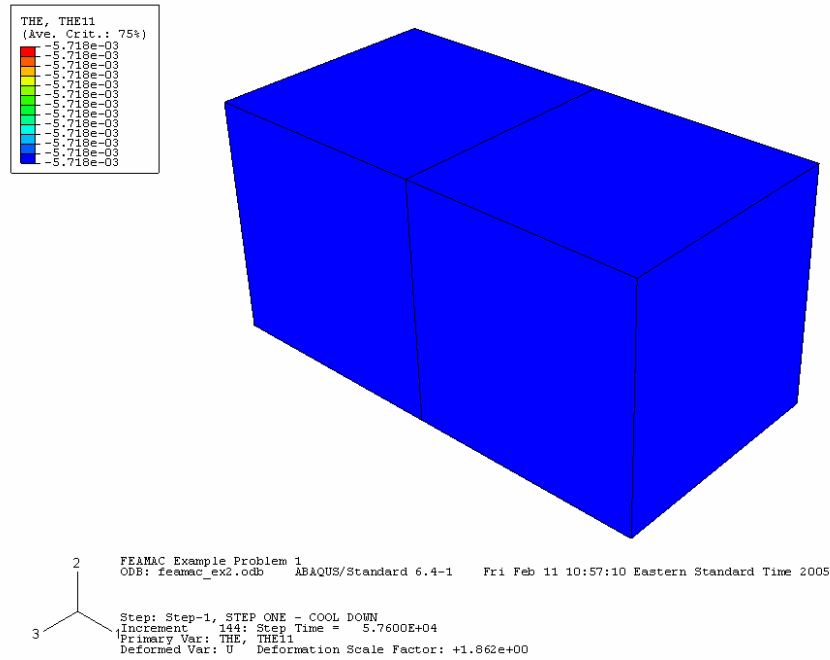 THE, THE11
(Ave. Crit.: 75%)
-5.718e-03
-5.718e-03
-5.718e-03
-5.718e-03
-5.718e-03
-5.718e-03
-5.718e-03
-5.718e-03
-5.718e-03
-5.718e-03
-5.718e-03
-5.718e-03
-5.718e-03
2
3
1
FEAMAC Example Problem 1
ODB: feamac_ex2.odb ABAQUS/Standard 6.4-1 Fri Feb 11 10:57:10 Eastern Standard Time 2005
Step: Step-1, STEP ONE - COOL DOWN
Increment 144: Step Time = 5.7600E+04
Primary Var: THE, THE11
Deformed Var: U Deformation Scale Factor: +1.862e+00